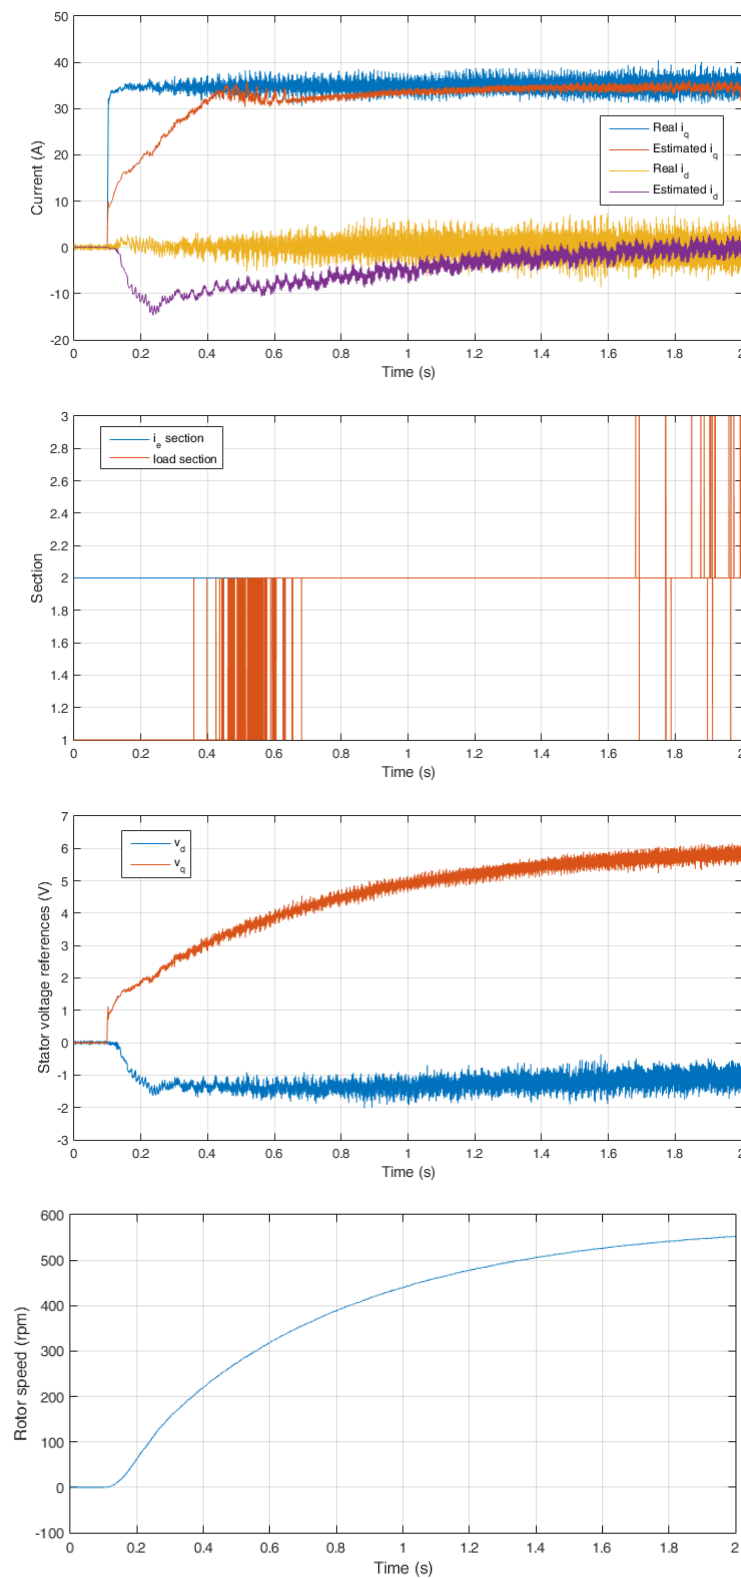 50
40
30
20
10
0
-10
-20
Current (A)
Real i_q
Estimated i_q
Real i_d
Estimated i_d
0 0.2 0.4 0.6 0.8 1 1.2 1.4 1.6 1.8 2
Time (s)
3
2.8
2.6
2.4
2.2
2
1.8
1.6
1.4
1.2
1
Section
i_e section
load section
0 0.2 0.4 0.6 0.8 1 1.2 1.4 1.6 1.8 2
Time (s)
7
6
5
4
3
2
1
0
-1
-2
-3
Stator voltage references (V)
v_d
v_q
0 0.2 0.4 0.6 0.8 1 1.2 1.4 1.6 1.8 2
Time (s)
600
500
400
300
200
100
0
-100
Rotor speed (rpm)
0 0.2 0.4 0.6 0.8 1 1.2 1.4 1.6 1.8 2
Time (s)